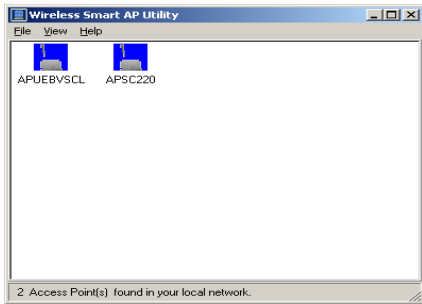 Wireless Smart AP Utility
File View Help
APUEBVSCL APSC220
2 Access Point(s) found in your local network.